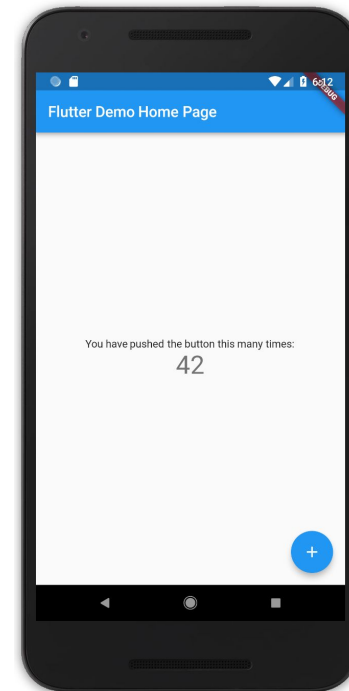 6:12
DEBUG
Flutter Demo Home Page
You have pushed the button this many times:
42
+